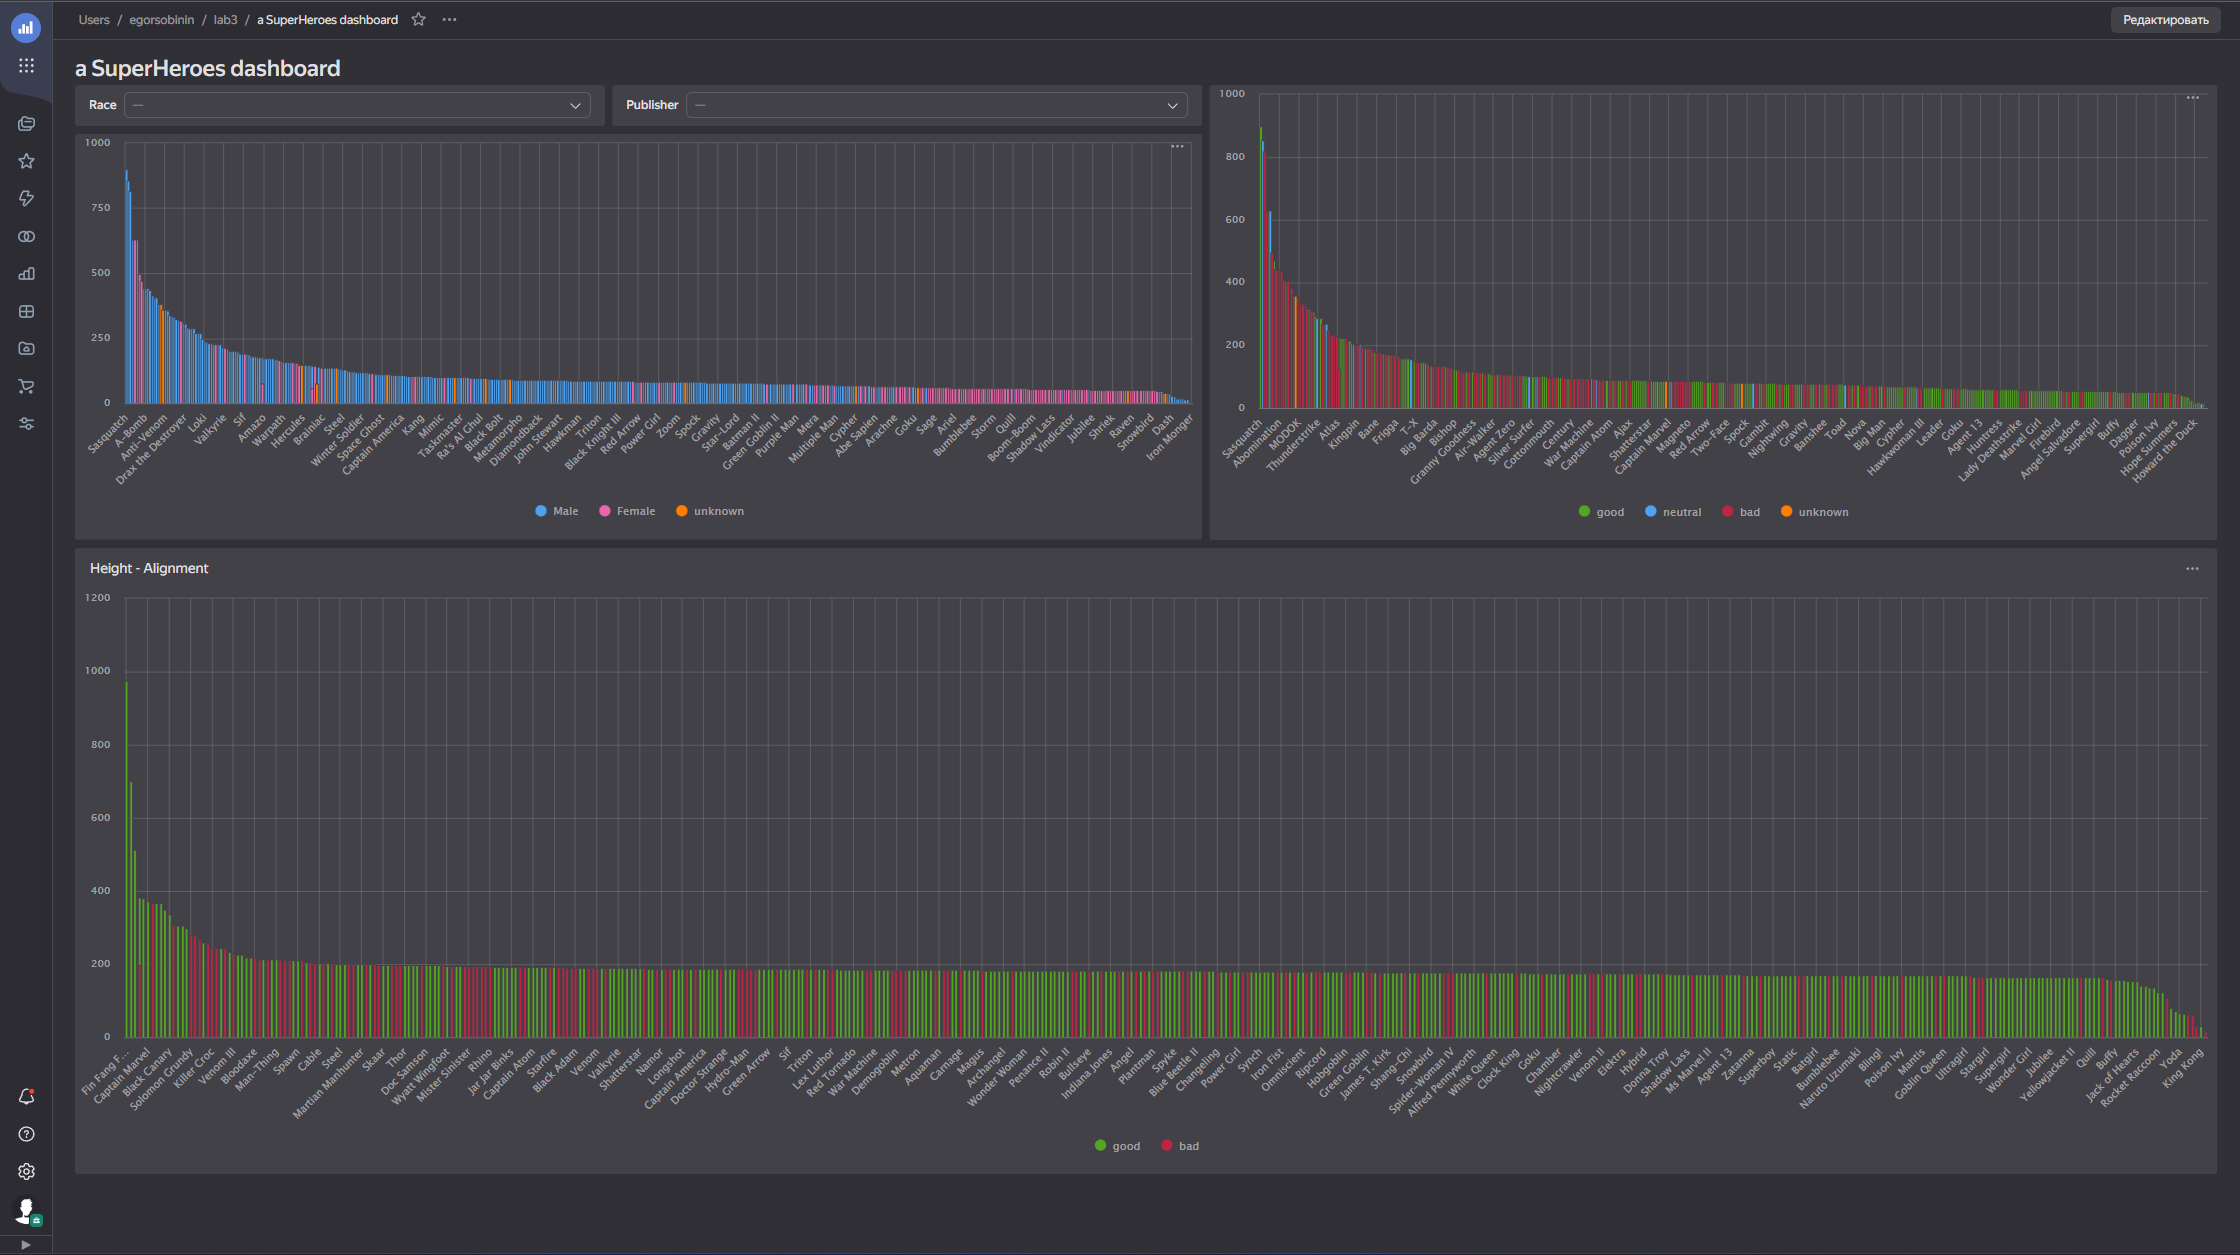 Users / egorsobinin / lab3 / a SuperHeroes dashboard
Редактировать
a SuperHeroes dashboard
Race —
Publisher —
1000
750
500
250
0
Sasquatch
A-Bomb
Anti-Venom
Drax the Destroyer
Loki
Valkyrie
Sif
Amazo
Warpath
Hercules
Brainiac
Steel
Winter Soldier
Space Ghost
Captain America
Kang
Mimic
Taskmaster
Ra's Al Ghul
Black Bolt
Metamorpho
Diamondback
John Stewart
Hawkman
Triton
Black Knight III
Red Arrow
Power Girl
Zoom
Spock
Gravity
Star-Lord
Batman II
Green Goblin II
Purple Man
Mera
Multiple Man
Cypher
Abe Sapien
Arachne
Goku
Sage
Ariel
Bumblebee
Storm
Quill
Boom-Boom
Shadow Lass
Vindicator
Jubilee
Shriek
Raven
Snowbird
Dash
Iron Monger
Male Female unknown
1000
800
600
400
200
0
Sasquatch
Abomination
MODOK
Thunderstrike
Atlas
Kingpin
Bane
Frigga
T-X
Big Barda
Bishop
Granny Goodness
Air-Walker
Agent Zero
Silver Surfer
Cottonmouth
Century
War Machine
Captain Atom
Ajax
Shatterstar
Captain Marvel
Magneto
Red Arrow
Two-Face
Spock
Gambit
Nightwing
Gravity
Banshee
Toad
Nova
Big Man
Cypher
Hawkwoman III
Leader
Goku
Agent 13
Huntress
Lady Deathstrike
Marvel Girl
Firebird
Angel Salvadore
Supergirl
Buffy
Dagger
Poison Ivy
Hope Summers
Howard the Duck
good neutral bad unknown
Height - Alignment
1200
1000
800
600
400
200
0
Fin Fang F...
Captain Marvel
Black Canary
Solomon Grundy
Killer Croc
Venom III
Bloodaxe
Man-Thing
Spawn
Cable
Steel
Martian Manhunter
Skaar
Thor
Doc Samson
Wyatt Wingfoot
Mister Sinister
Rhino
Jar Jar Binks
Captain Atom
Starfire
Black Adam
Venom
Valkyrie
Shatterstar
Namor
Longshot
Captain America
Doctor Strange
Hydro-Man
Green Arrow
Sif
Triton
Lex Luthor
Red Tornado
War Machine
Demogoblin
Metron
Aquaman
Carnage
Magus
Archangel
Wonder Woman
Penance II
Robin II
Bullseye
Indiana Jones
Angel
Plantman
Spyke
Blue Beetle II
Changeling
Power Girl
Synch
Iron Fist
Omniscient
Ripcord
Hobgoblin
Green Goblin
James T. Kirk
Shang-Chi
Snowbird
Spider-Woman IV
Alfred Pennyworth
White Queen
Clock King
Goku
Chamber
Nightcrawler
Venom II
Elektra
Hybrid
Donna Troy
Shadow Lass
Ms Marvel II
Agent 13
Zatanna
Superboy
Static
Batgirl
Bumblebee
Naruto Uzumaki
Bling!
Poison Ivy
Mantis
Goblin Queen
Ultragirl
Stargirl
Supergirl
Wonder Girl
Jubilee
Yellowjacket II
Quill
Buffy
Jack of Hearts
Rocket Raccoon
Yoda
King Kong
good bad